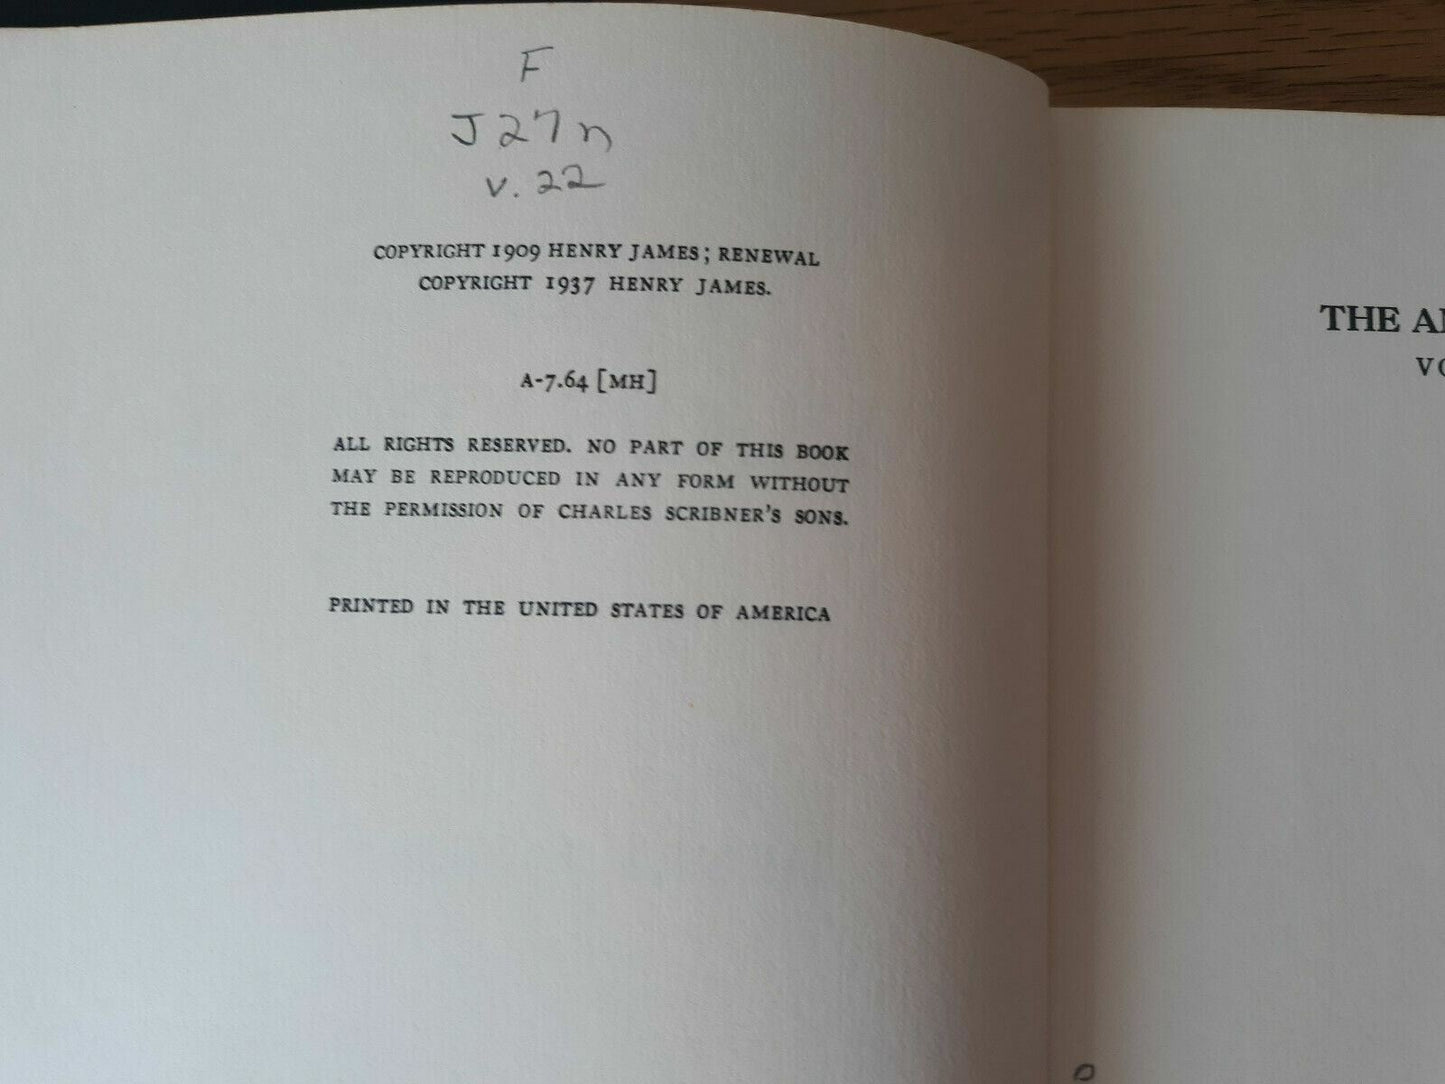 F
J27n
v. 22
COPYRIGHT 1909 HENRY JAMES; RENEWAL
COPYRIGHT 1937 HENRY JAMES.
A-7.64 [MH]
ALL RIGHTS RESERVED. NO PART OF THIS BOOK
MAY BE REPRODUCED IN ANY FORM WITHOUT
THE PERMISSION OF CHARLES SCRIBNER'S SONS.
PRINTED IN THE UNITED STATES OF AMERICA
THE